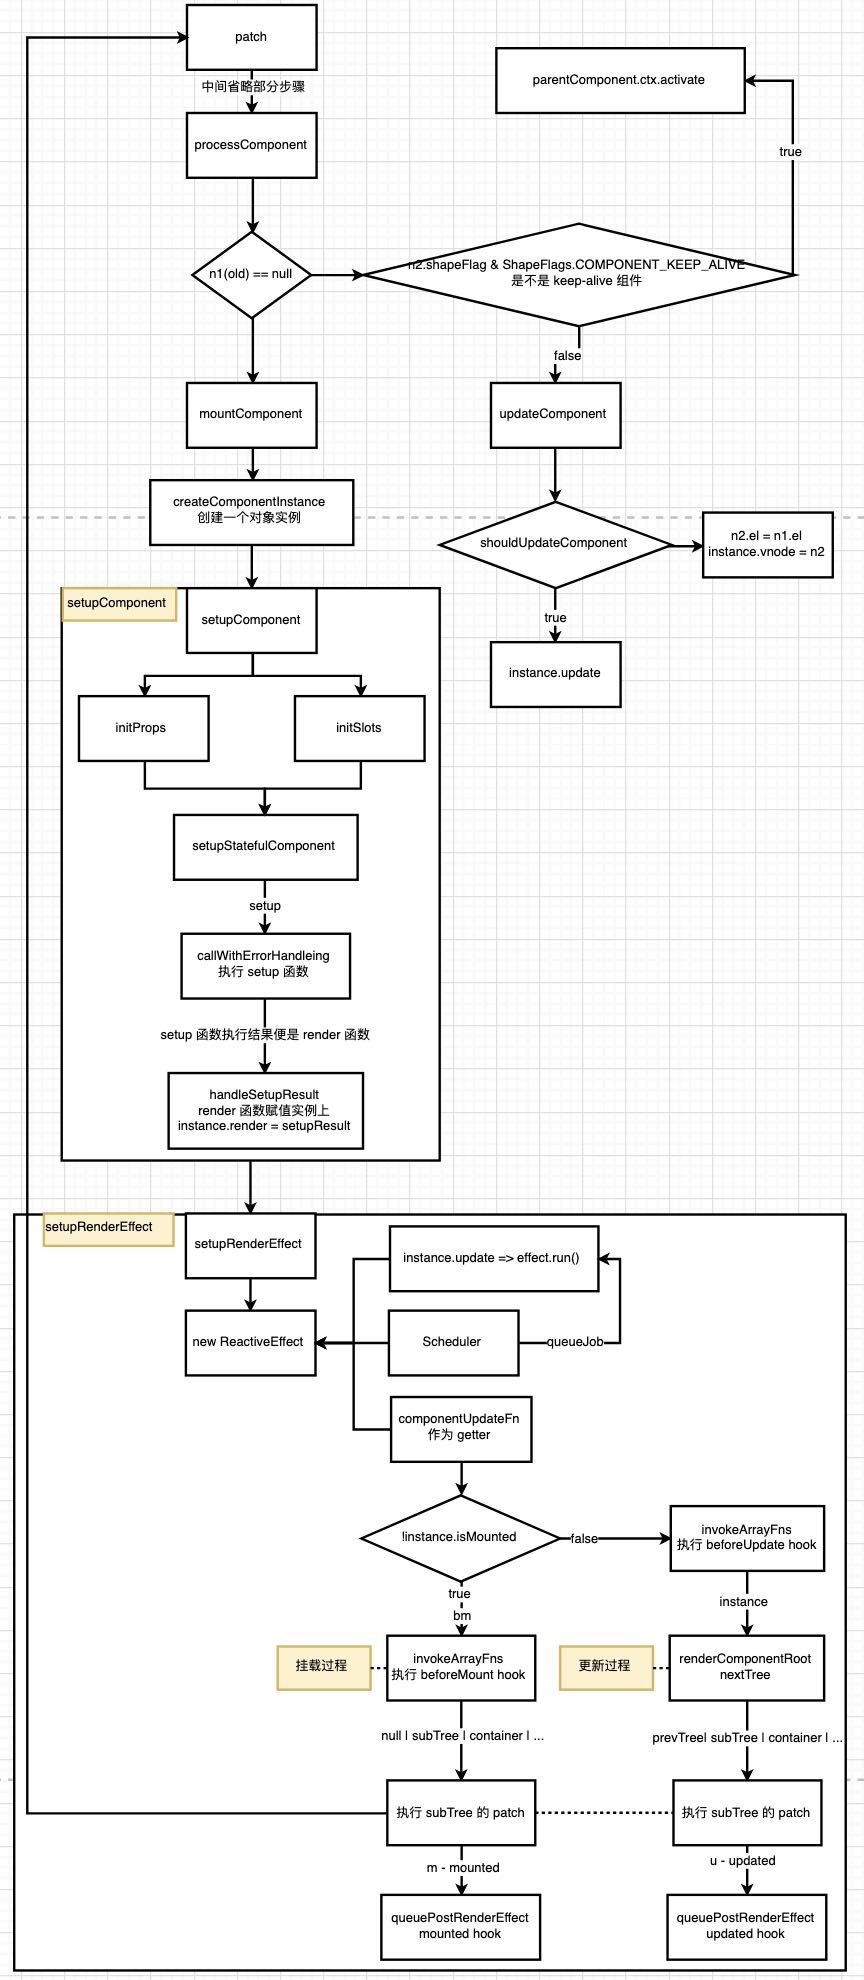 patch
中间省略部分步骤
processComponent
parentComponent.ctx.activate
true
n1(old) == null
n2.shapeFlag & ShapeFlags.COMPONENT_KEEP_ALIVE
是不是 keep-alive 组件
false
mountComponent
updateComponent
createComponentInstance
创建一个对象实例
shouldUpdateComponent
n2.el = n1.el
instance.vnode = n2
true
instance.update
setupComponent
setupComponent
initProps
initSlots
setupStatefulComponent
setup
callWithErrorHandleing
执行 setup 函数
setup 函数执行结果便是 render 函数
handleSetupResult
render 函数赋值实例上
instance.render = setupResult
setupRenderEffect
setupRenderEffect
instance.update => effect.run()
new ReactiveEffect
Scheduler
queueJob
componentUpdateFn
作为 getter
!instance.isMounted
false
invokeArrayFns
执行 beforeUpdate hook
true
bm
instance
挂载过程
invokeArrayFns
执行 beforeMount hook
更新过程
renderComponentRoot
nextTree
null | subTree | container | ...
prevTree| subTree | container | ...
执行 subTree 的 patch
执行 subTree 的 patch
m - mounted
u - updated
queuePostRenderEffect
mounted hook
queuePostRenderEffect
updated hook